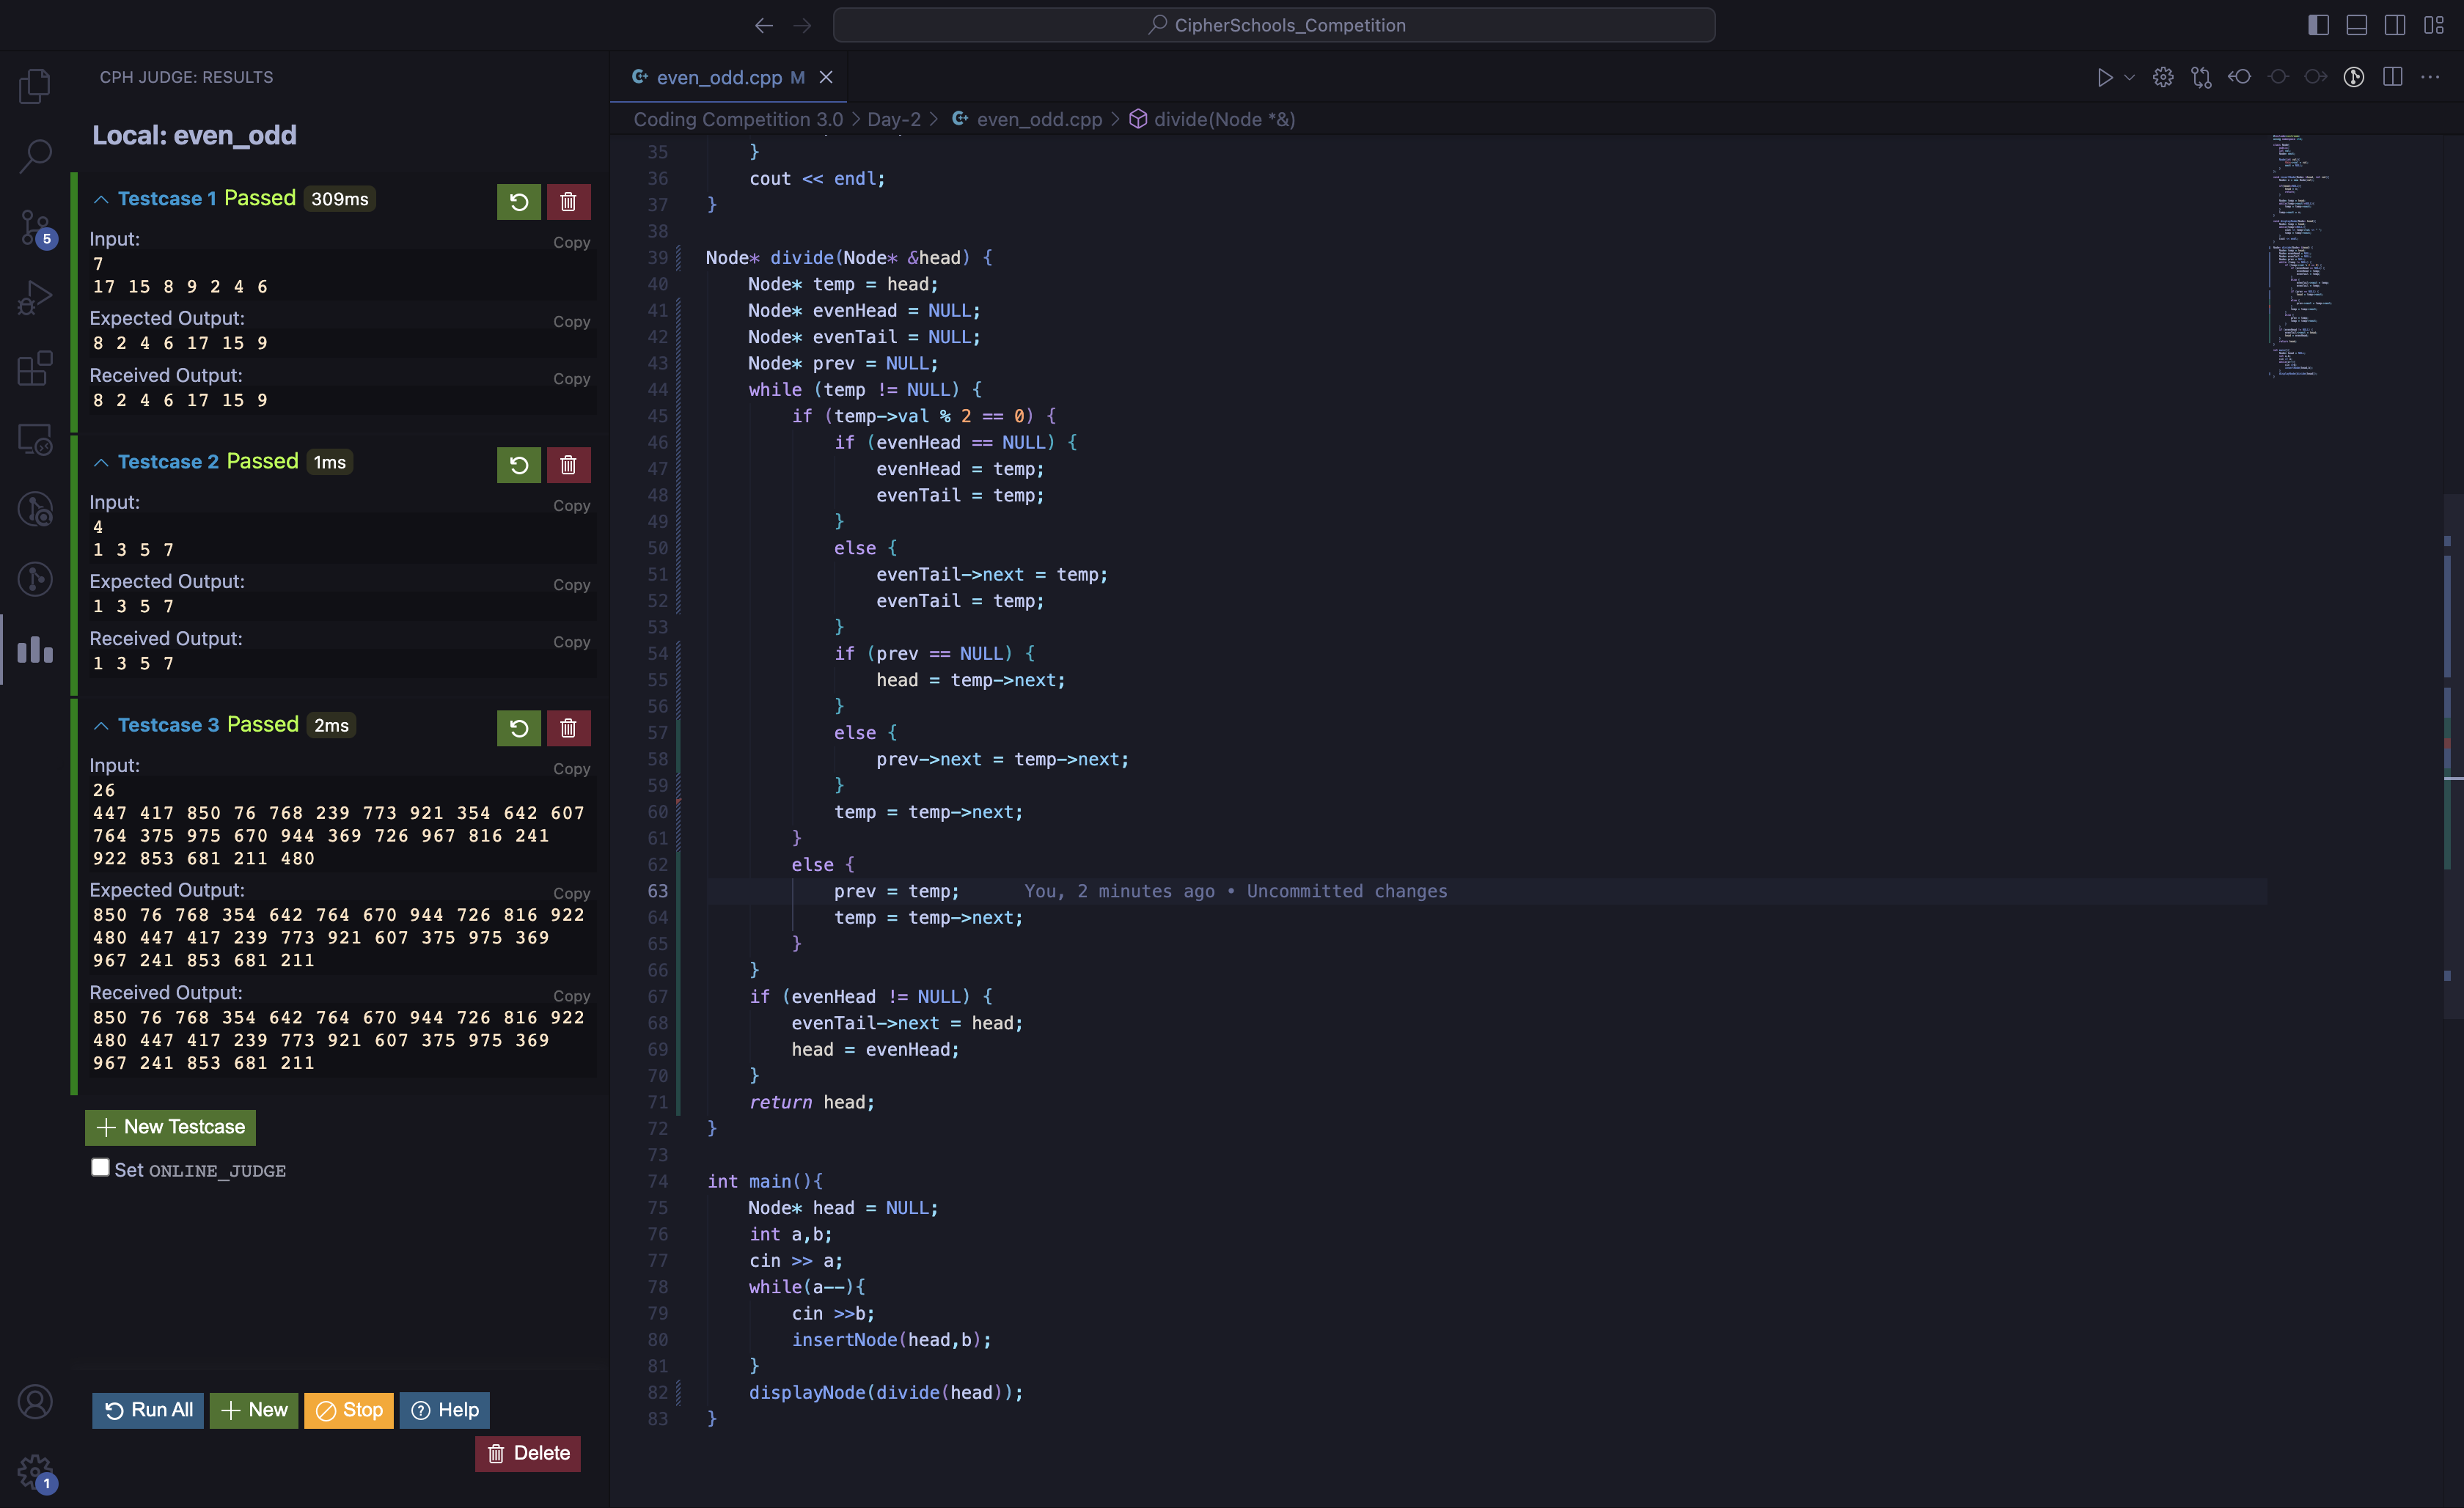 CipherSchools_Competition
CPH JUDGE: RESULTS
Local: even_odd
Testcase 1 Passed 309ms
Input:
Copy
7
17 15 8 9 2 4 6
Expected Output:
Copy
8 2 4 6 17 15 9
Received Output:
Copy
8 2 4 6 17 15 9
Testcase 2 Passed 1ms
Input:
Copy
4
1 3 5 7
Expected Output:
Copy
1 3 5 7
Received Output:
Copy
1 3 5 7
Testcase 3 Passed 2ms
Input:
Copy
26
447 417 850 76 768 239 773 921 354 642 607
764 375 975 670 944 369 726 967 816 241
922 853 681 211 480
Expected Output:
Copy
850 76 768 354 642 764 670 944 726 816 922
480 447 417 239 773 921 607 375 975 369
967 241 853 681 211
Received Output:
Copy
850 76 768 354 642 764 670 944 726 816 922
480 447 417 239 773 921 607 375 975 369
967 241 853 681 211
New Testcase
Set ONLINE_JUDGE
Run All
New
Stop
Help
Delete
5
1
even_odd.cpp M
Coding Competition 3.0 > Day-2 > even_odd.cpp > divide(Node *&)
35 }
36 cout << endl;
37 }
38
39 Node* divide(Node* &head) {
40 Node* temp = head;
41 Node* evenHead = NULL;
42 Node* evenTail = NULL;
43 Node* prev = NULL;
44 while (temp != NULL) {
45 if (temp->val % 2 == 0) {
46 if (evenHead == NULL) {
47 evenHead = temp;
48 evenTail = temp;
49 }
50 else {
51 evenTail->next = temp;
52 evenTail = temp;
53 }
54 if (prev == NULL) {
55 head = temp->next;
56 }
57 else {
58 prev->next = temp->next;
59 }
60 temp = temp->next;
61 }
62 else {
63 prev = temp; You, 2 minutes ago • Uncommitted changes
64 temp = temp->next;
65 }
66 }
67 if (evenHead != NULL) {
68 evenTail->next = head;
69 head = evenHead;
70 }
71 return head;
72 }
73
74 int main(){
75 Node* head = NULL;
76 int a,b;
77 cin >> a;
78 while(a--){
79 cin >>b;
80 insertNode(head,b);
81 }
82 displayNode(divide(head));
83 }